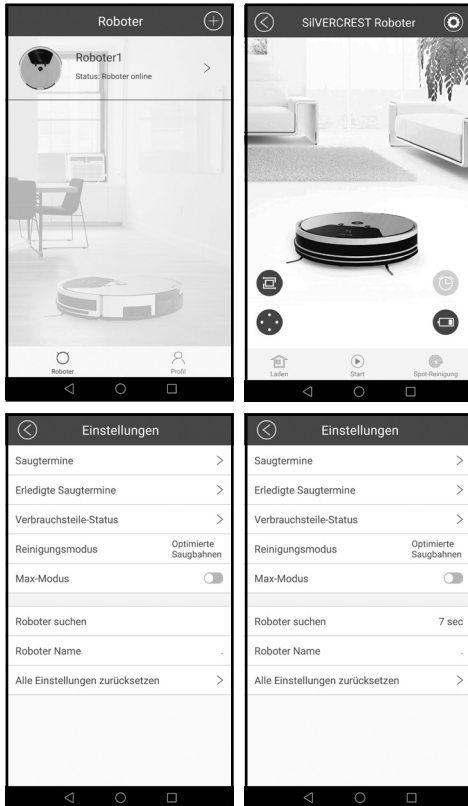 Roboter
Roboter1
Status: Roboter online
Roboter
Profil
SilVERCREST Roboter
Laden
Start
Spot-Reinigung
Einstellungen
Saugtermine
Erledigte Saugtermine
Verbrauchsteile-Status
Reinigungsmodus
Optimierte
Saugbahnen
Max-Modus
Roboter suchen
Roboter Name
Alle Einstellungen zurücksetzen
Einstellungen
Saugtermine
Erledigte Saugtermine
Verbrauchsteile-Status
Reinigungsmodus
Optimierte
Saugbahnen
Max-Modus
Roboter suchen 7 sec
Roboter Name
Alle Einstellungen zurücksetzen